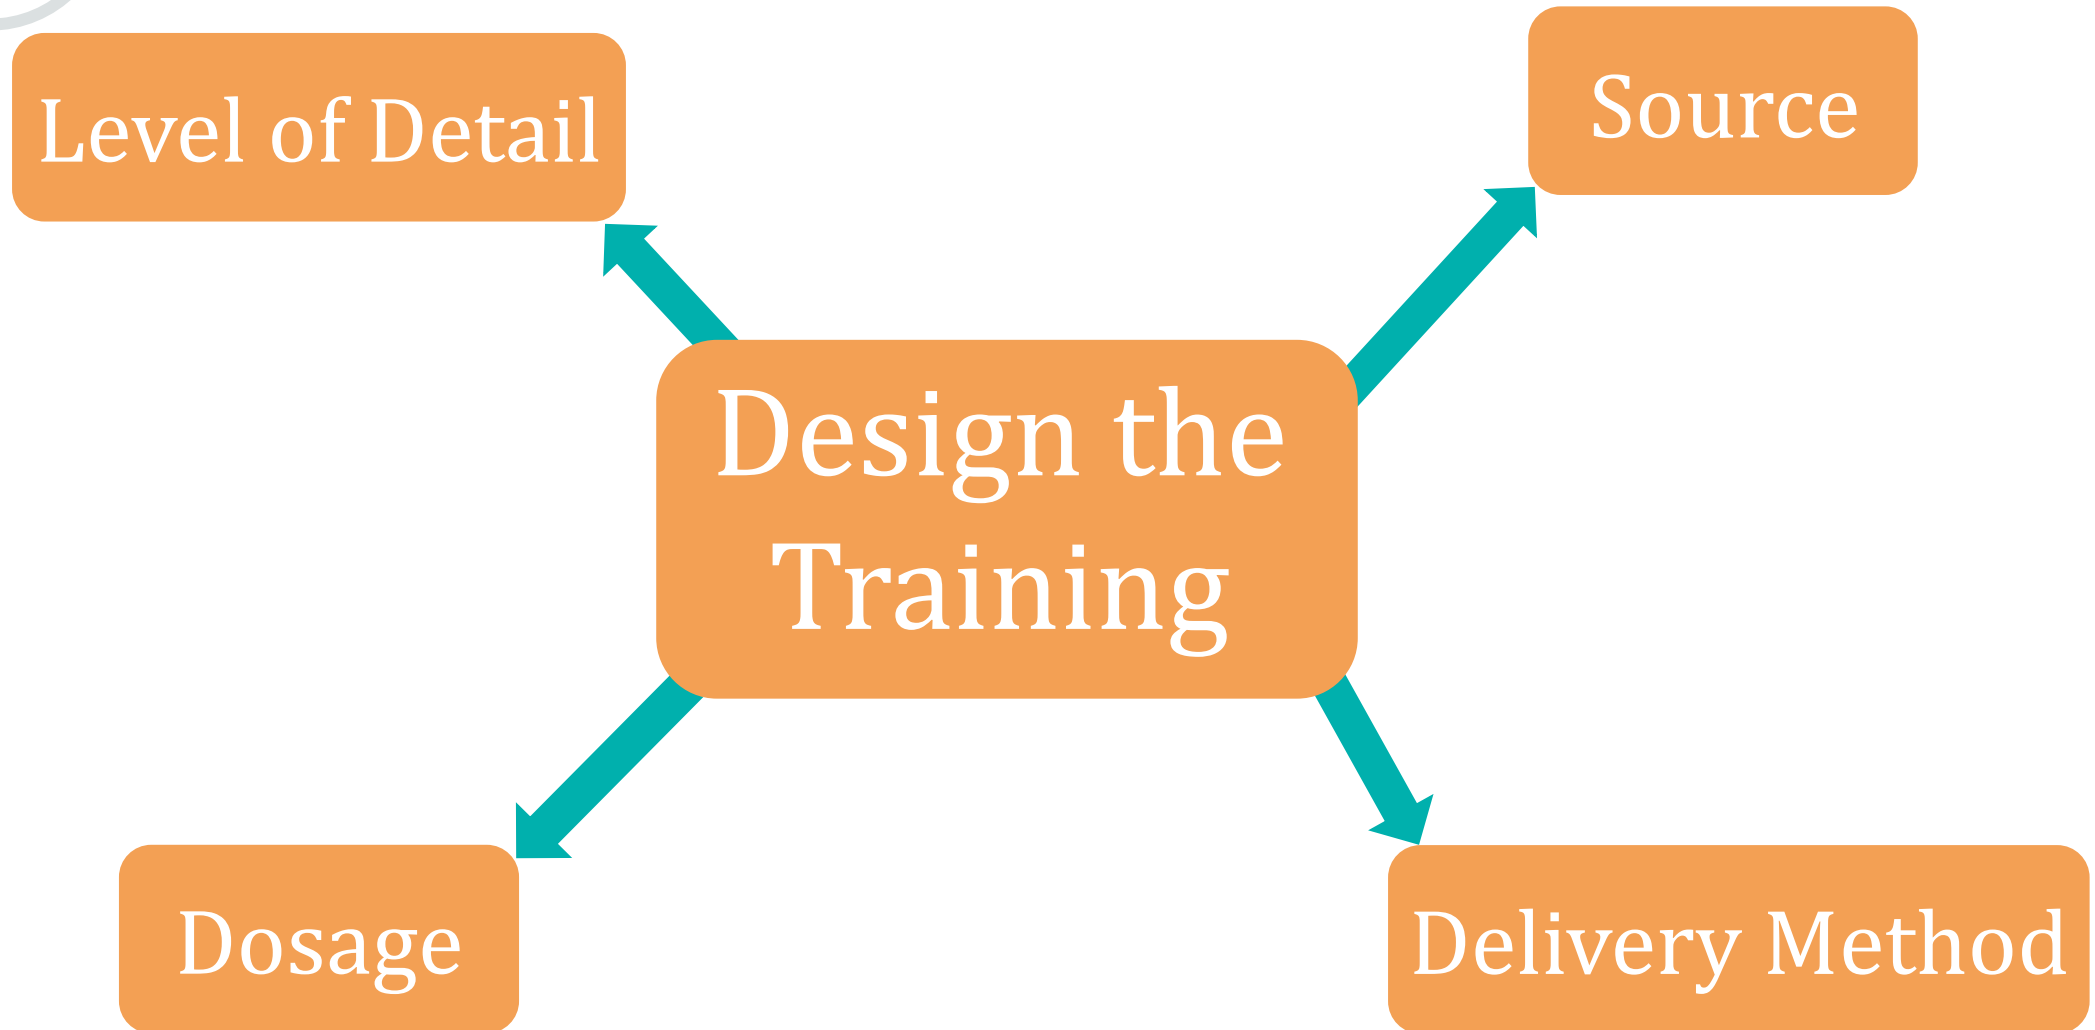 Level of Detail
Source
Design the
Training
Dosage
Delivery Method